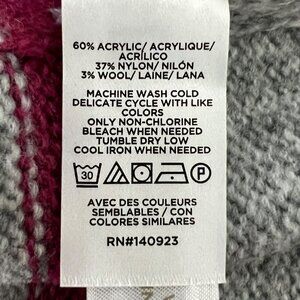 60% ACRYLIC/ ACRYLIQUE/
ACRÍLICO
37% NYLON/ NILÓN
3% WOOL/ LAINE/ LANA
MACHINE WASH COLD
DELICATE CYCLE WITH LIKE
COLORS
ONLY NON-CHLORINE
BLEACH WHEN NEEDED
TUMBLE DRY LOW
COOL IRON WHEN NEEDED
30 P
AVEC DES COULEURS
SEMBLABLES / CON
COLORES SIMILARES
RN#140923